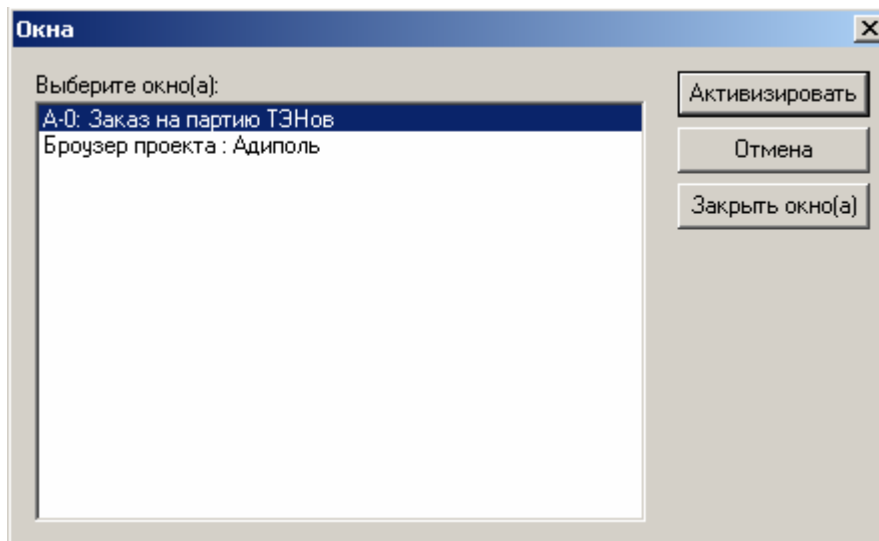 Окна
Выберите окно(а):
А-0: Заказ на партию ТЭНов
Броузер проекта : Адиполь
Активизировать
Отмена
Закрыть окно(а)